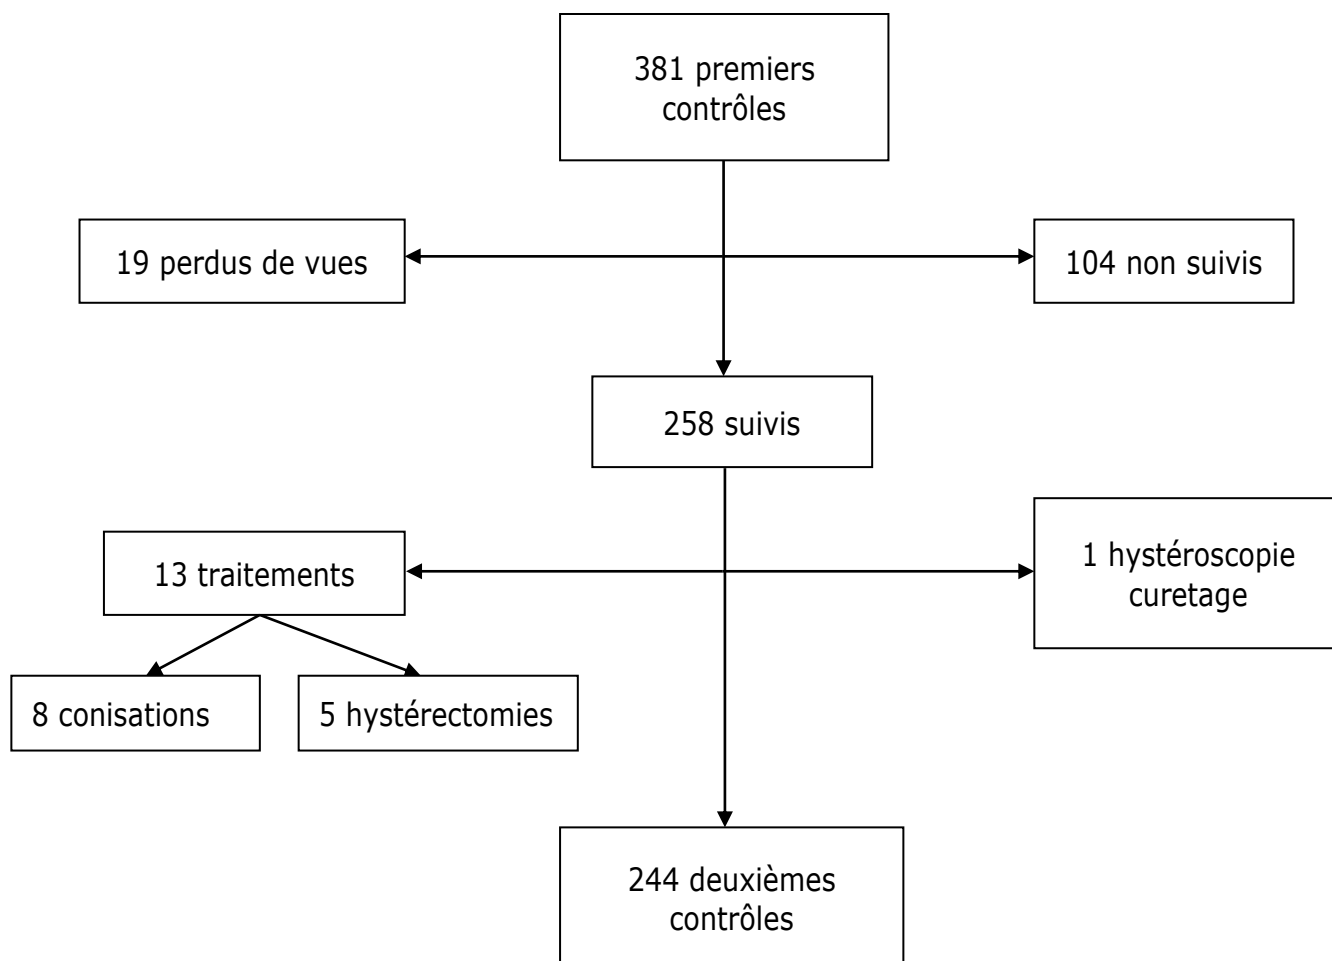 381 premiers
contrôles
19 perdus de vues
104 non suivis
258 suivis
13 traitements
1 hystéroscopie
curetage
8 conisations
5 hystérectomies
244 deuxièmes
contrôles